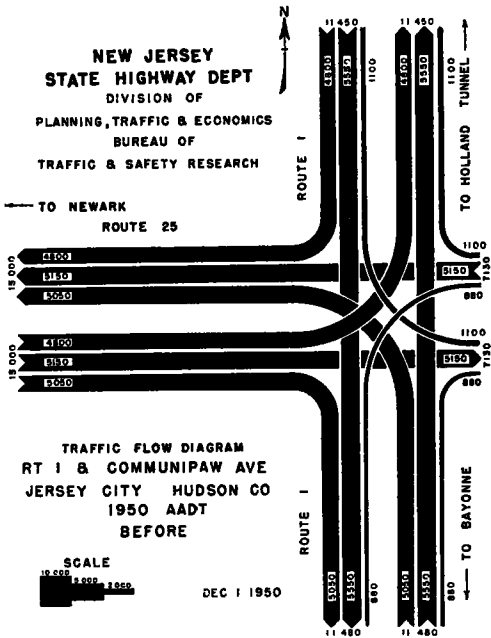 N
NEW JERSEY
STATE HIGHWAY DEPT
DIVISION OF
PLANNING, TRAFFIC & ECONOMICS
BUREAU OF
TRAFFIC & SAFETY RESEARCH
11 450
11 450
4800
5550
1100
4800
5550
1100
ROUTE 1
TO HOLLAND TUNNEL
TO NEWARK
ROUTE 25
15 000
4800
5150
5050
1100
5150
7130
880
15 000
4800
5150
5050
1100
5150
7130
880
TRAFFIC FLOW DIAGRAM
RT 1 & COMMUNIPAW AVE
JERSEY CITY HUDSON CO
1950 AADT
BEFORE
SCALE
10 000
5 000
2 000
DEC 1 1950
ROUTE 1
TO BAYONNE
5050
5550
880
5050
5550
880
11 480
11 480